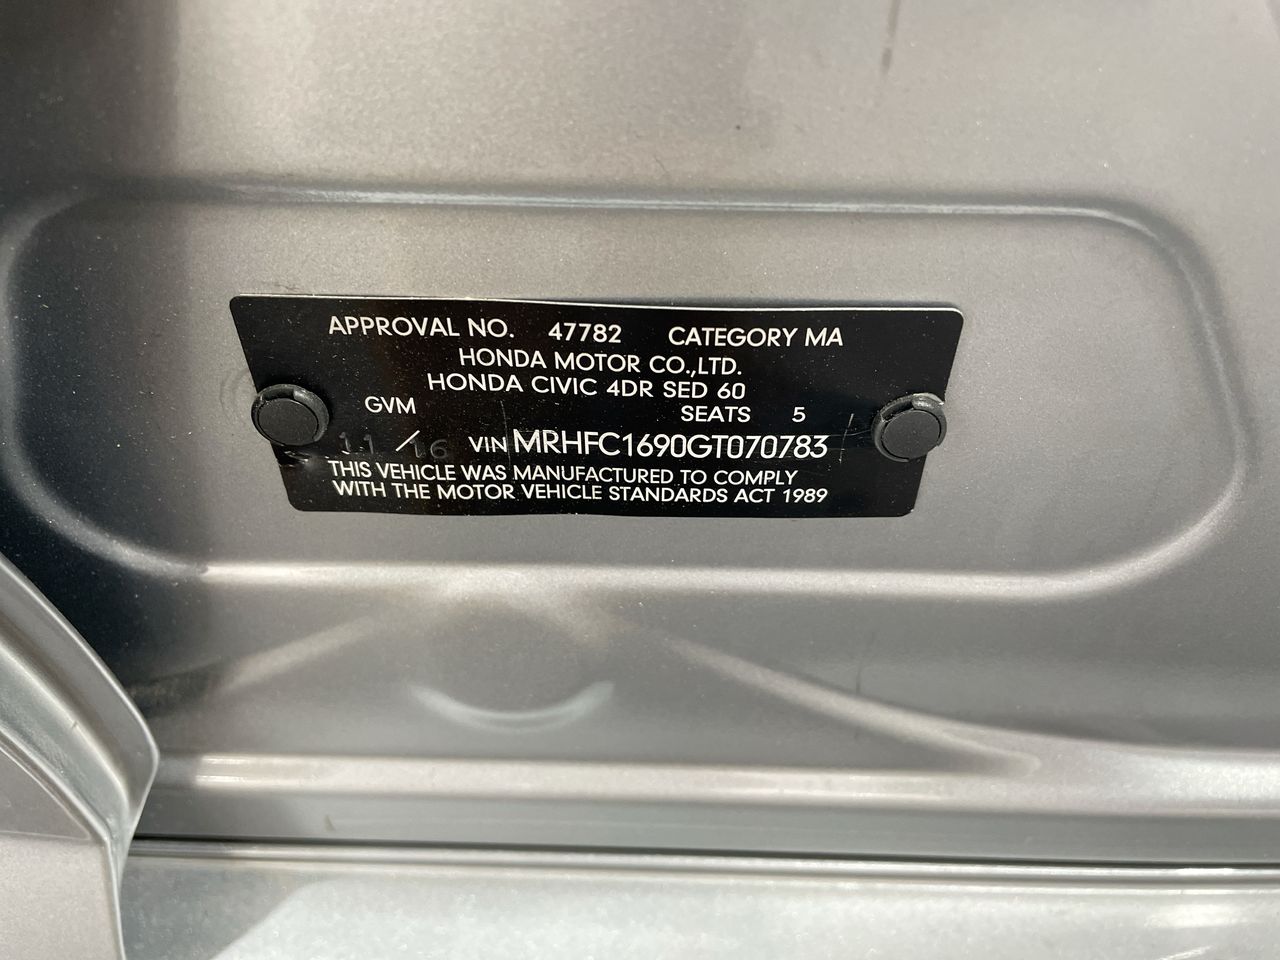 APPROVAL NO. 47782 CATEGORY MA
HONDA MOTOR CO.,LTD.
HONDA CIVIC 4DR SED 60
GVM SEATS 5
11/16 VIN MRHFC1690GT070783
THIS VEHICLE WAS MANUFACTURED TO COMPLY
WITH THE MOTOR VEHICLE STANDARDS ACT 1989